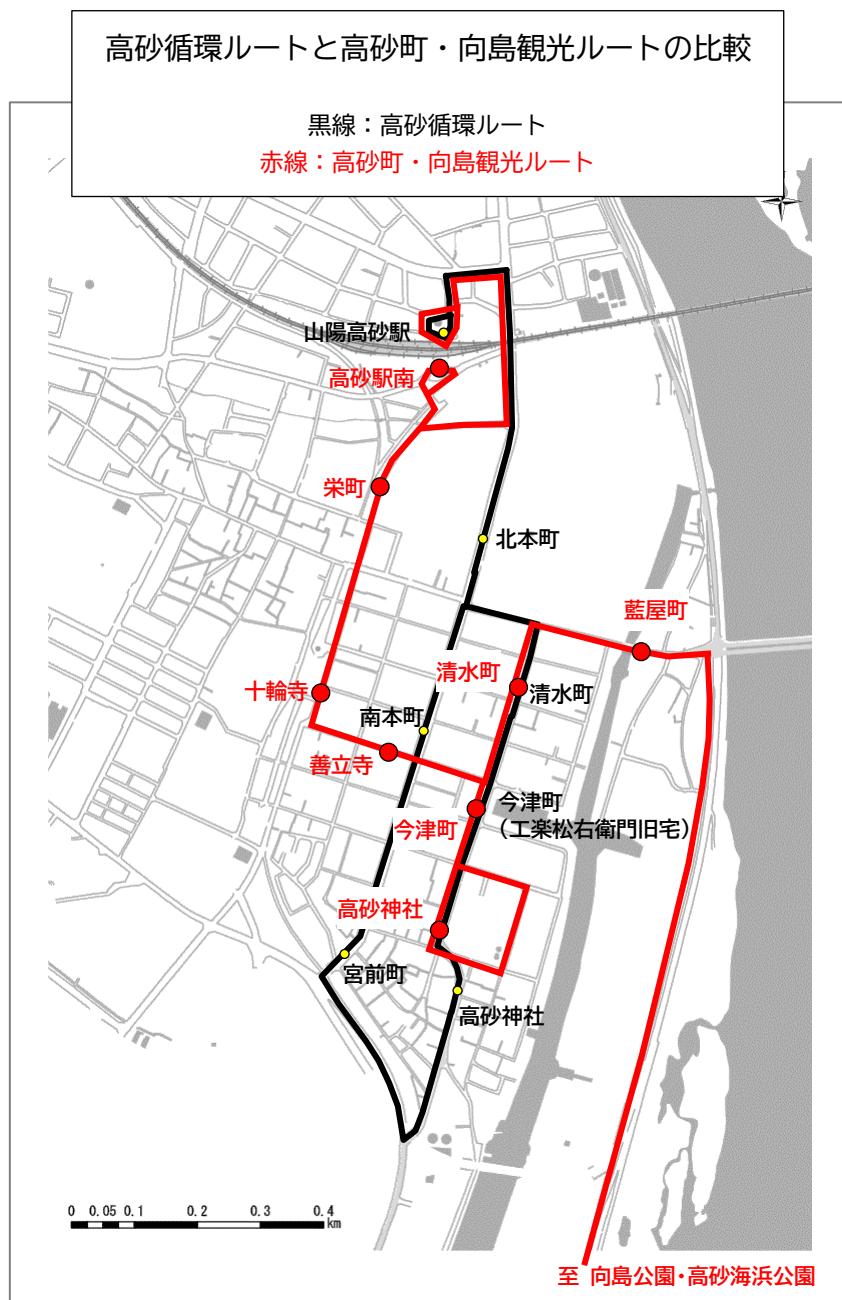 高砂循環ルートと高砂町・向島観光ルートの比較
黒線：高砂循環ルート
赤線：高砂町・向島観光ルート
山陽高砂駅
高砂駅南
栄町
北本町
藍屋町
清水町
十輪寺
清水町
南本町
善立寺
今津町
（工楽松右衛門旧宅）
今津町
高砂神社
宮前町
高砂神社
0 0.05 0.1 0.2 0.3 0.4
km
至 向島公園・高砂海浜公園